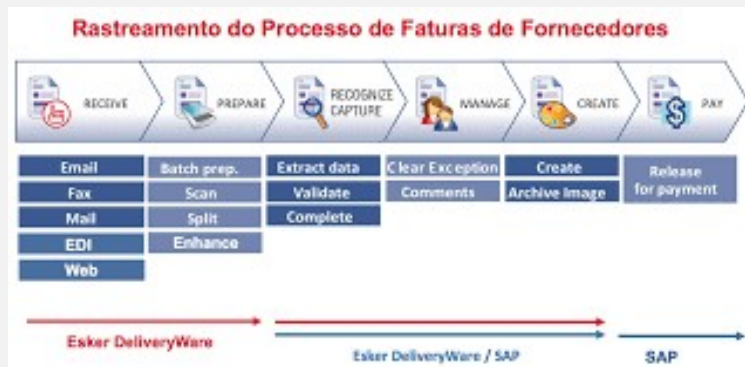 Rastreamento do Processo de Faturas de Fornecedores
RECEIVE
PREPARE
RECOGNIZE
CAPTURE
MANAGE
CREATE
PAY
Email
Fax
Mail
EDI
Web
Batch prep.
Scan
Split
Enhance
Extract data
Validate
Complete
Clear Exception
Comments
Create
Archive Image
Release
for payment
Esker DeliveryWare
Esker DeliveryWare / SAP
SAP